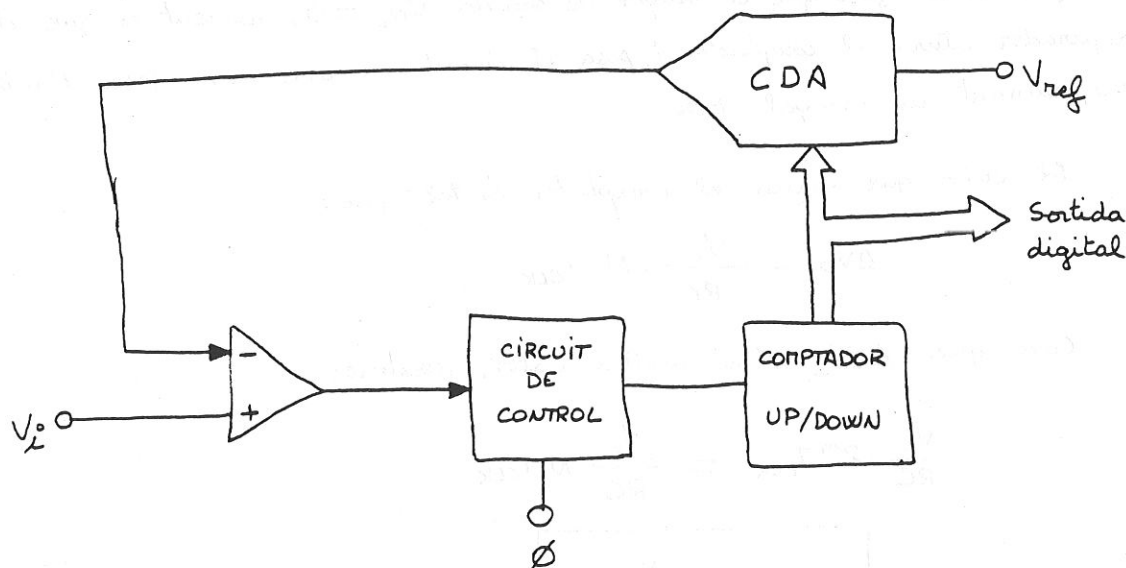 CDA
Vref
Sortida
digital
CIRCUIT
DE
CONTROL
COMPTADOR
UP/DOWN
-
+
Vi
Ø